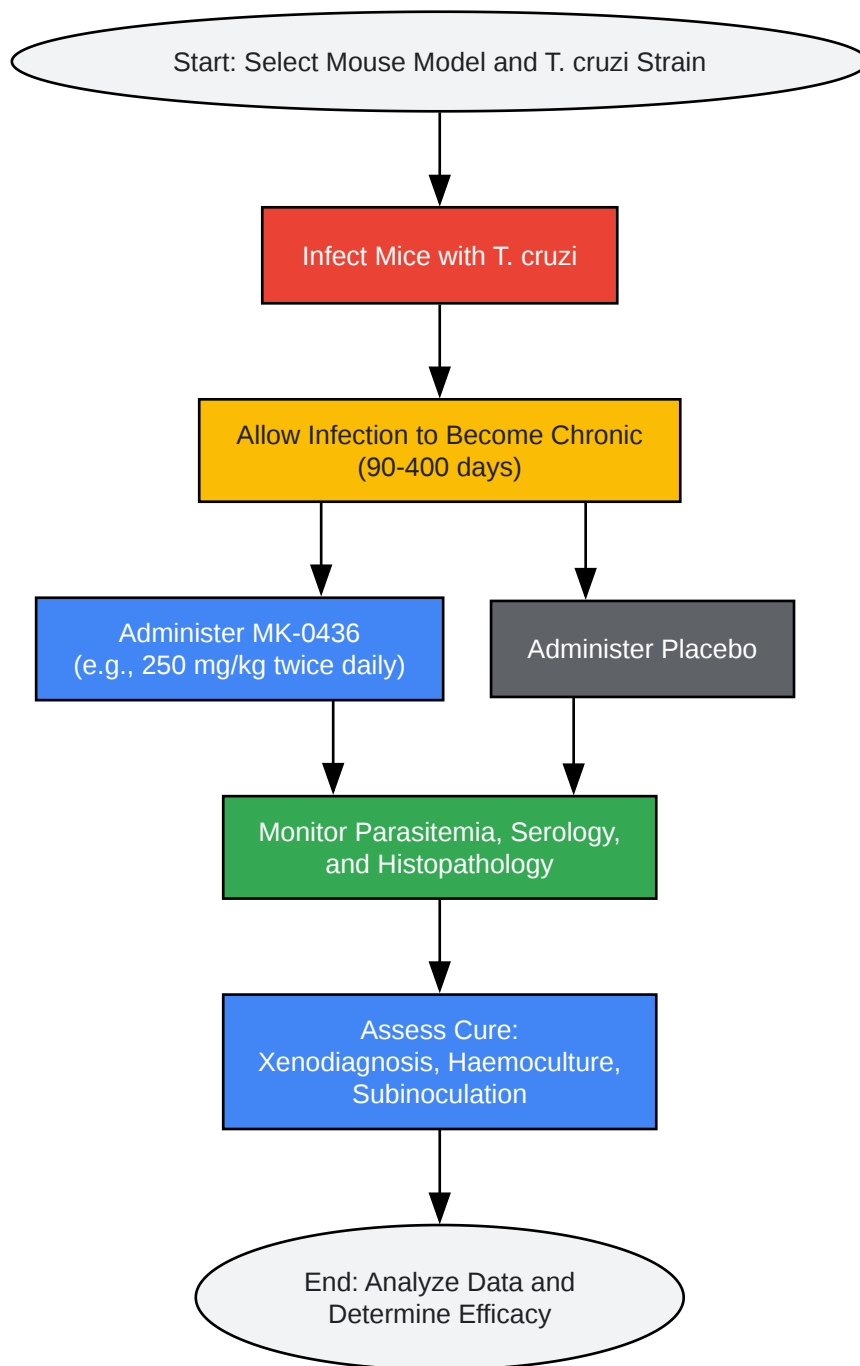 Start: Select Mouse Model and T. cruzi Strain
Infect Mice with T. cruzi
Allow Infection to Become Chronic
(90-400 days)
Administer MK-0436
(e.g., 250 mg/kg twice daily)
Administer Placebo
Monitor Parasitemia, Serology,
and Histopathology
Assess Cure:
Xenodiagnosis, Haemoculture,
Subinoculation
End: Analyze Data and
Determine Efficacy